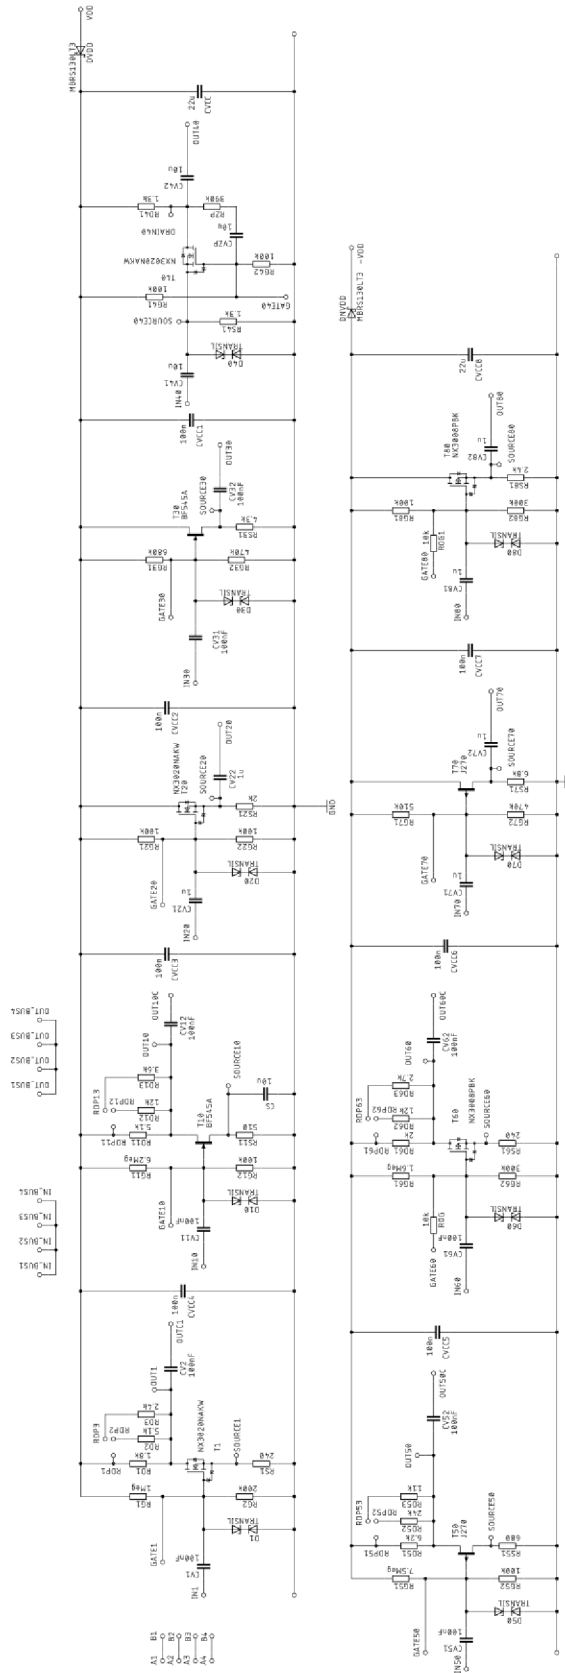 VDD
MBRS130LT3
DVDD
22u
CVCC
OUT40
10u
CV42
1.3k
RD41
390k
RZP
DRAIN40
10u
CVZP
NX3020NAKW
T40
100k
RG42
100k
RG41
GATE40
SOURCE40
1.3k
RS41
TRANSIL
D40
10u
CV41
IN40
100n
CVCC1
OUT30
CV32
100nF
SOURCE30
T30
BF545A
4.3k
RS31
680k
RG31
470k
RG32
GATE30
TRANSIL
D30
CV31
100nF
IN30
100n
CVCC2
OUT20
CV22
1u
SOURCE20
NX3020NAKW
T20
2k
RS21
GND
100k
RG21
100k
RG22
GATE20
TRANSIL
D20
1u
CV21
IN20
100n
CVCC3
OUT10C
CV12
100nF
OUT10
SOURCE10
RDP13
3.6k
RD13
RDP12
12k
RD12
10u
CS
T10
BF545A
RDP11
5.1k
RD11
510
RS11
6.2Meg
RG11
100k
RG12
GATE10
TRANSIL
D10
100nF
CV11
IN10
100n
CVCC4
OUTC1
CV2
100nF
OUT1
RDP3
2.4k
RD3
RDP2
5.1k
RD2
NX3020NAKW
T1
SOURCE1
RDP1
1.8k
RD1
240
RS1
1Meg
RG1
200k
RG2
GATE1
TRANSIL
D1
100nF
CV1
IN1
OUT_BUS4
OUT_BUS3
OUT_BUS2
OUT_BUS1
IN_BUS4
IN_BUS3
IN_BUS2
IN_BUS1
A1 B1
A2 B2
A3 B3
A4 B4
-VDD
DNVDD
MBRS130LT3
22u
CVCC8
OUT80
1u
CV82
SOURCE80
T80
NX3008PBK
2.4k
RS81
100k
RG81
300k
RG82
10k
ROG1
GATE80
TRANSIL
D80
1u
CV81
IN80
100n
CVCC7
OUT70
1u
CV72
SOURCE70
T70
J270
6.8k
RS71
510k
RG71
470k
RG72
GATE70
TRANSIL
D70
1u
CV71
IN70
100n
CVCC6
OUT60C
CV62
100nF
OUT60
RDP63
2.7k
RD63
RDP62
12k
RD62
T60
NX3008PBK
SOURCE60
RDP61
2k
RD61
240
RS61
1.6Meg
RG62
300k
RG62
10k
ROG
GATE60
TRANSIL
D60
100nF
CV61
IN60
100n
CVCC5
OUT50C
CV52
100nF
OUT50
RDP53
RD53
RDP52
24k
RD52
T50
J270
SOURCE50
RDP51
6.2k
RD51
680
RS51
7.5Meg
RG51
100k
RG52
GATE50
TRANSIL
D50
100nF
CV51
IN50